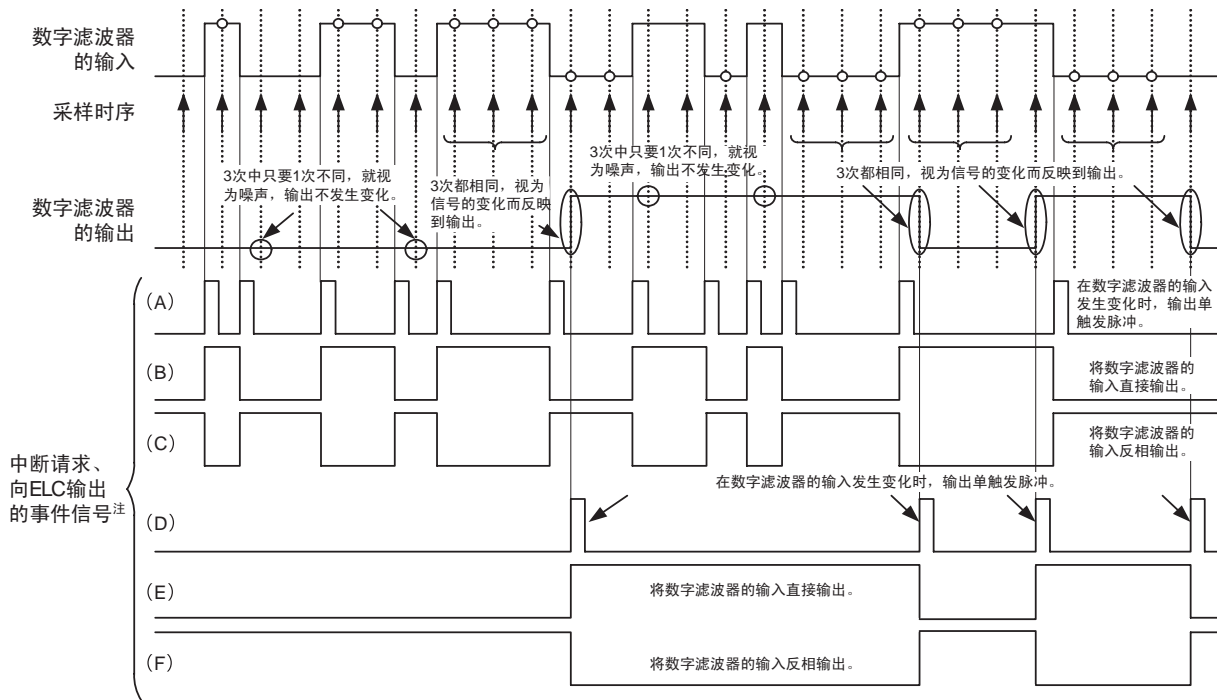 数字滤波器
的输入
采样时序
3次中只要1次不同，就视
为噪声，输出不发生变化。
3次都相同，视为
信号的变化而反映
到输出。
3次中只要1次不同，就视
为噪声，输出不发生变化。
3次都相同，视为信号的变化而反映到输出。
数字滤波器
的输出
（A）
在数字滤波器的输入
发生变化时，输出单
触发脉冲。
（B）
将数字滤波器的
输入直接输出。
（C）
将数字滤波器的
输入反相输出。
中断请求、
向ELC输出
的事件信号注
在数字滤波器的输入发生变化时，输出单触发脉冲。
（D）
（E）
将数字滤波器的输入直接输出。
（F）
将数字滤波器的输入反相输出。